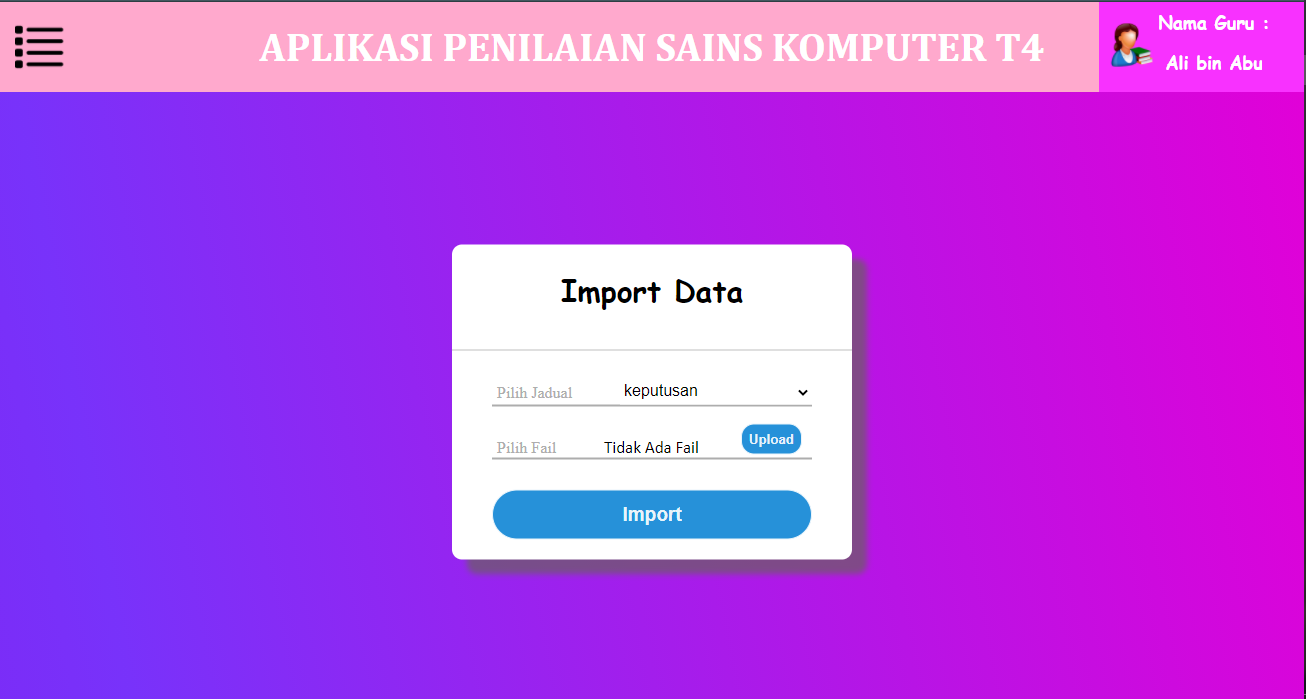 APLIKASI PENILAIAN SAINS KOMPUTER T4
Nama Guru :
Ali bin Abu
Import Data
Pilih Jadual keputusan
Pilih Fail Tidak Ada Fail Upload
Import